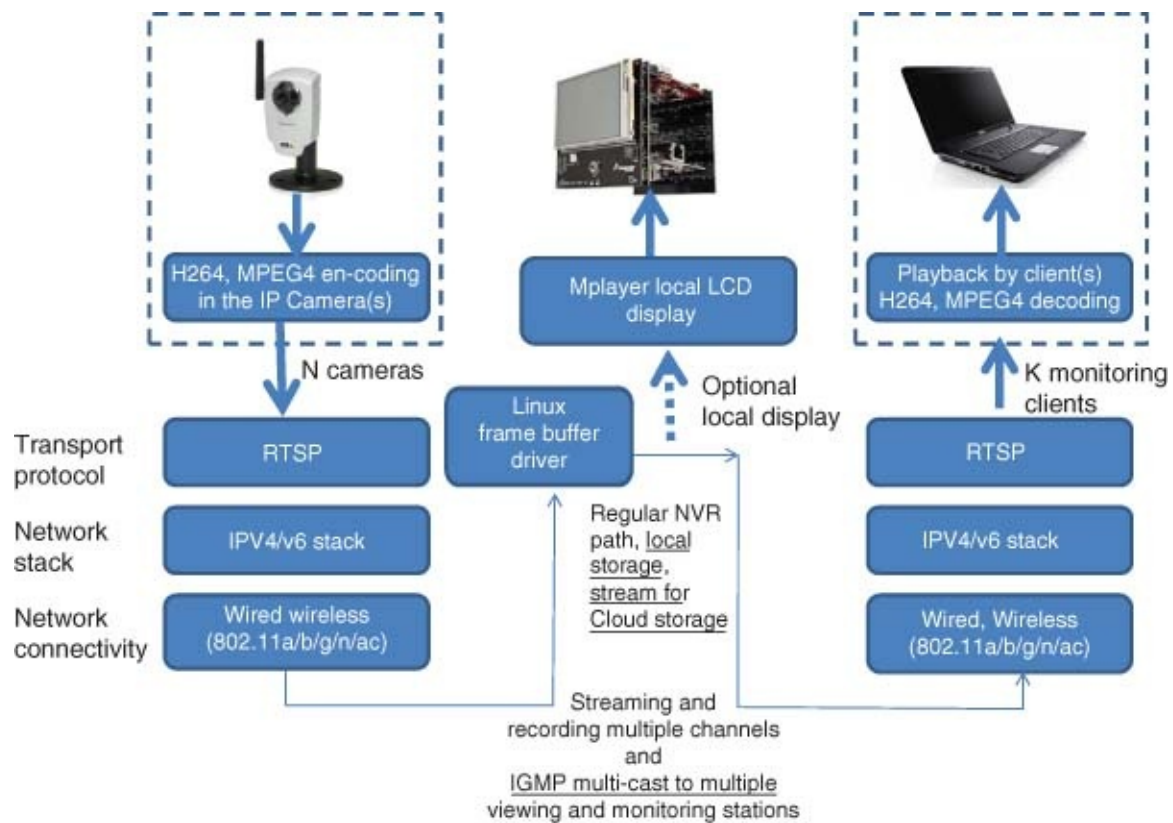 H264, MPEG4 en-coding
in the IP Camera(s)
N cameras
Mplayer local LCD
display
Optional
local display
Playback by client(s)
H264, MPEG4 decoding
K monitoring
clients
Transport
protocol
RTSP
Linux
frame buffer
driver
RTSP
Network
stack
IPV4/v6 stack
Regular NVR
path, local
storage,
stream for
Cloud storage
IPV4/v6 stack
Network
connectivity
Wired wireless
(802.11a/b/g/n/ac)
Wired, Wireless
(802.11a/b/g/n/ac)
Streaming and
recording multiple channels
and
IGMP multi-cast to multiple
viewing and monitoring stations